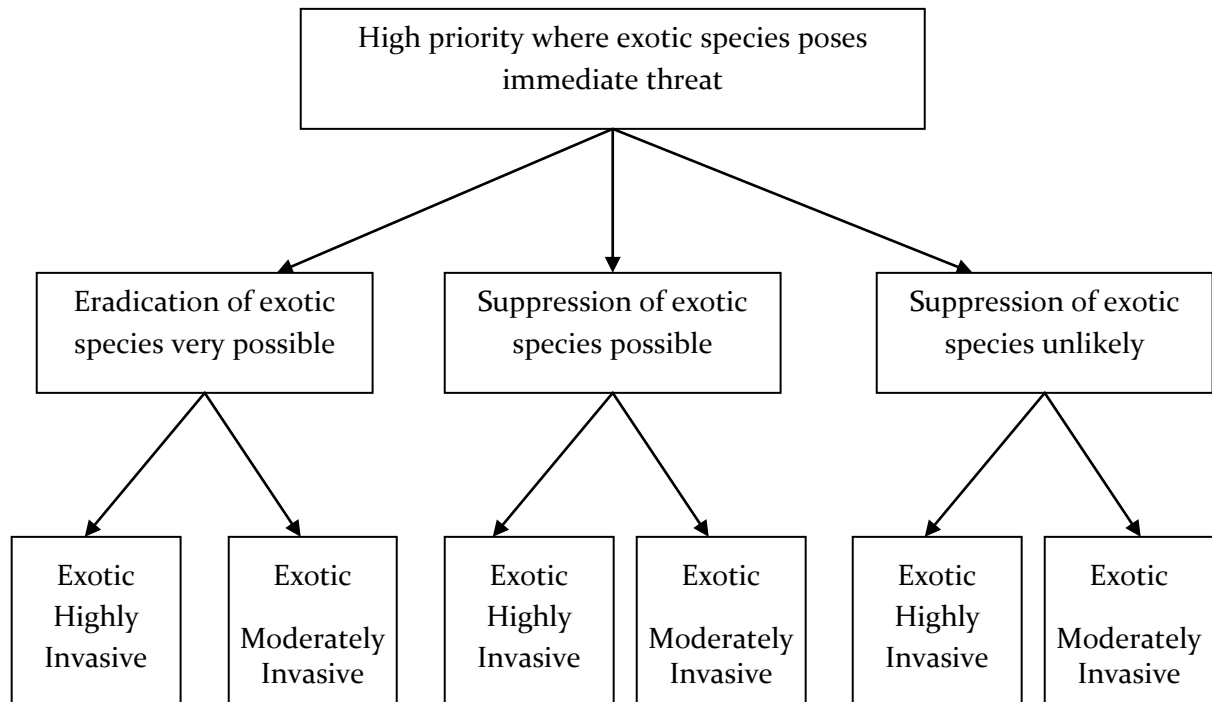 High priority where exotic species poses
immediate threat
Eradication of exotic
species very possible
Suppression of exotic
species possible
Suppression of exotic
species unlikely
Exotic
Highly
Invasive
Exotic
Moderately
Invasive
Exotic
Highly
Invasive
Exotic
Moderately
Invasive
Exotic
Highly
Invasive
Exotic
Moderately
Invasive